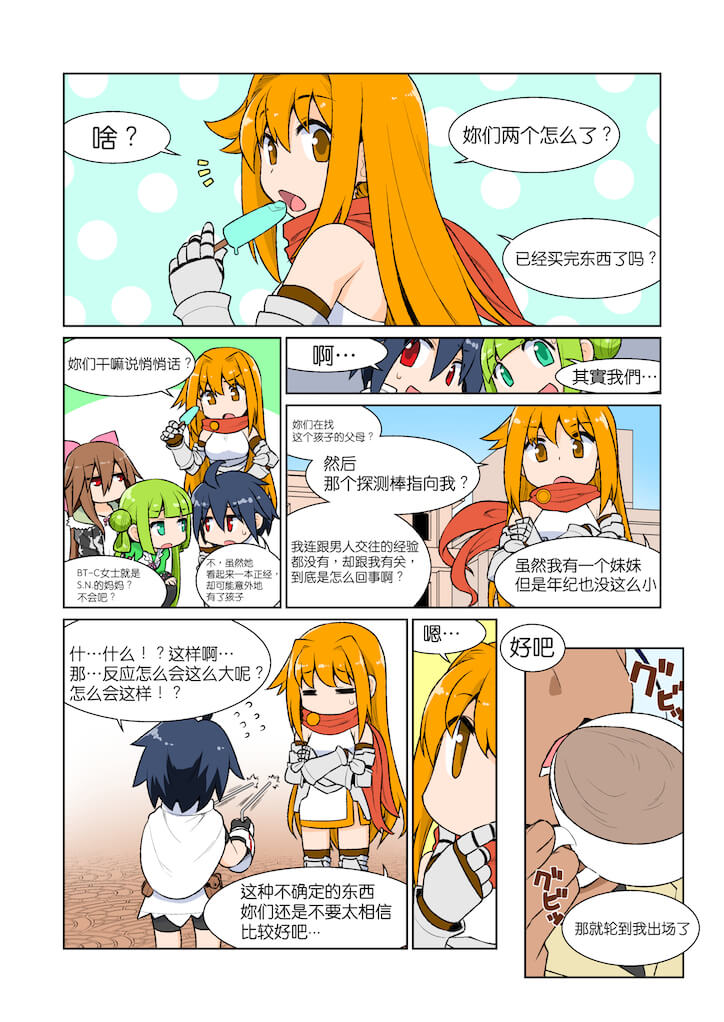 啥？
妳们两个怎么了？
已经买完东西了吗？
妳们干嘛说悄悄话？
BT-C女士就是
S.N.的妈妈？
不会吧？
不，虽然她
看起来一本正经，
却可能意外地
有了孩子
啊…
其實我們…
妳们在找
这个孩子的父母？
然后
那个探测棒指向我？
我连跟男人交往的经验
都没有，却跟我有关，
到底是怎么回事啊？
虽然我有一个妹妹
但是年纪也没这么小
什…什么！？这样啊…
那…反应怎么会这么大呢？
怎么会这样！？
这种不确定的东西
妳们还是不要太相信
比较好吧…
嗯…
好吧
グビッ
グビッ
那就轮到我出场了